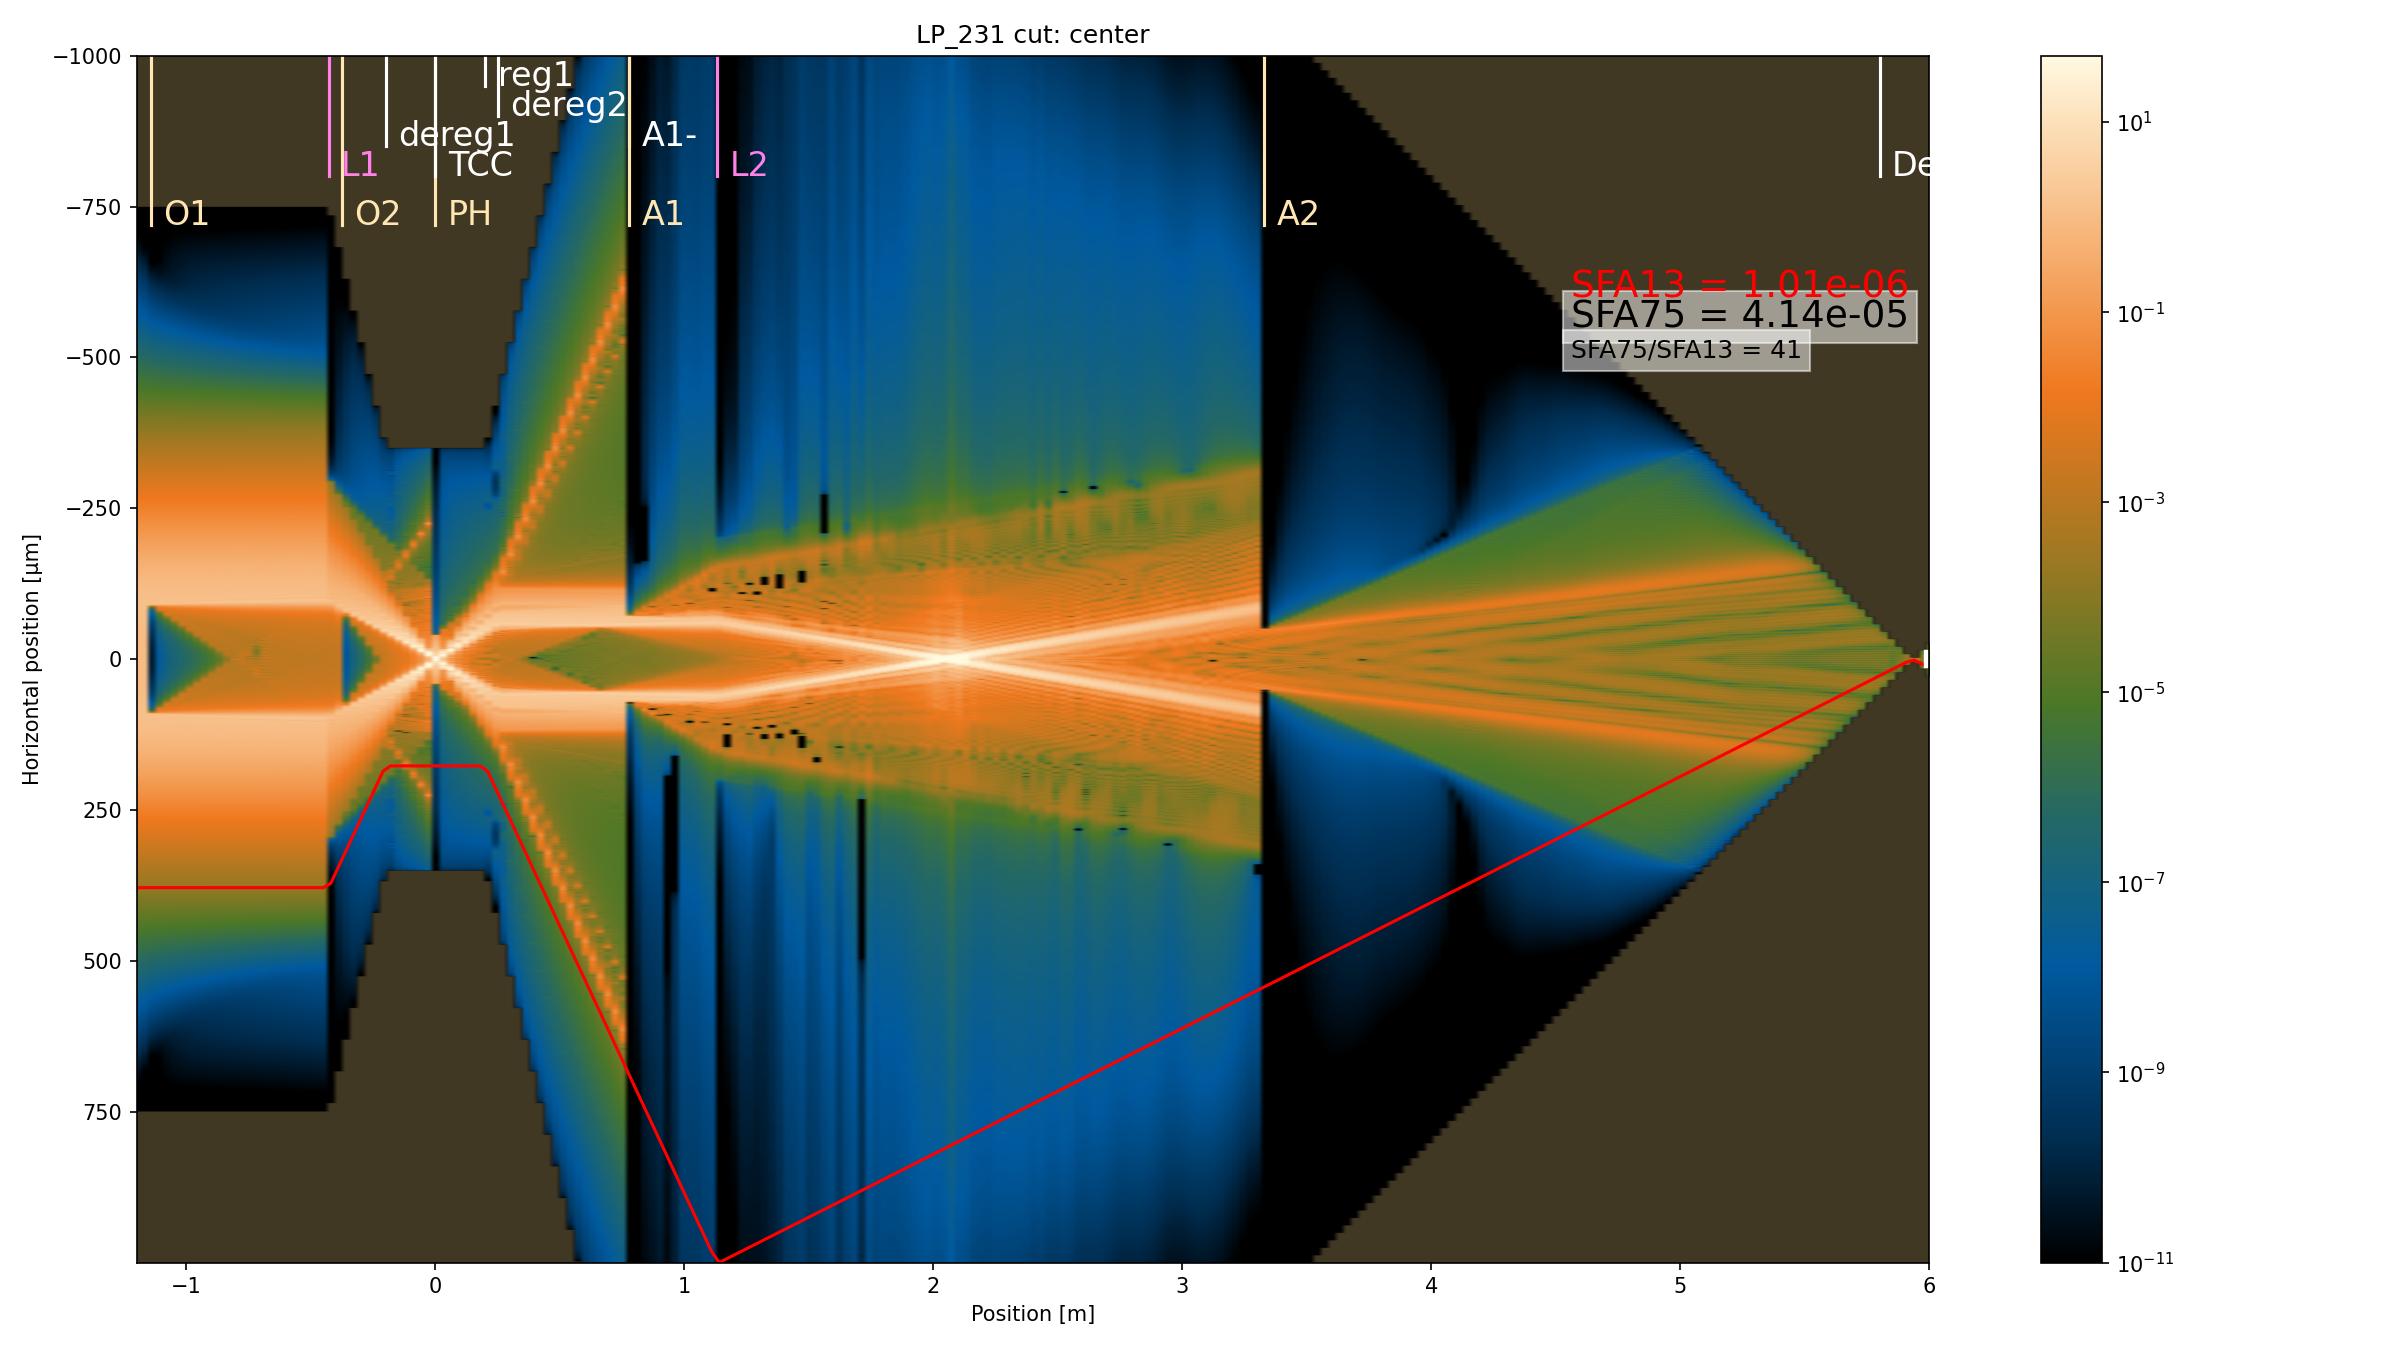 LP_231 cut: center
−1000
−750
−500
−250
0
250
500
750
Horizontal position [μm]
reg1
dereg2
dereg1
A1-
L1
TCC
L2
De
O1
O2
PH
A1
A2
SFA13 = 1.01e-06
SFA75 = 4.14e-05
SFA75/SFA13 = 41
−1 0 1 2 3 4 5 6
Position [m]
10¹
10⁻¹
10⁻³
10⁻⁵
10⁻⁷
10⁻⁹
10⁻¹¹